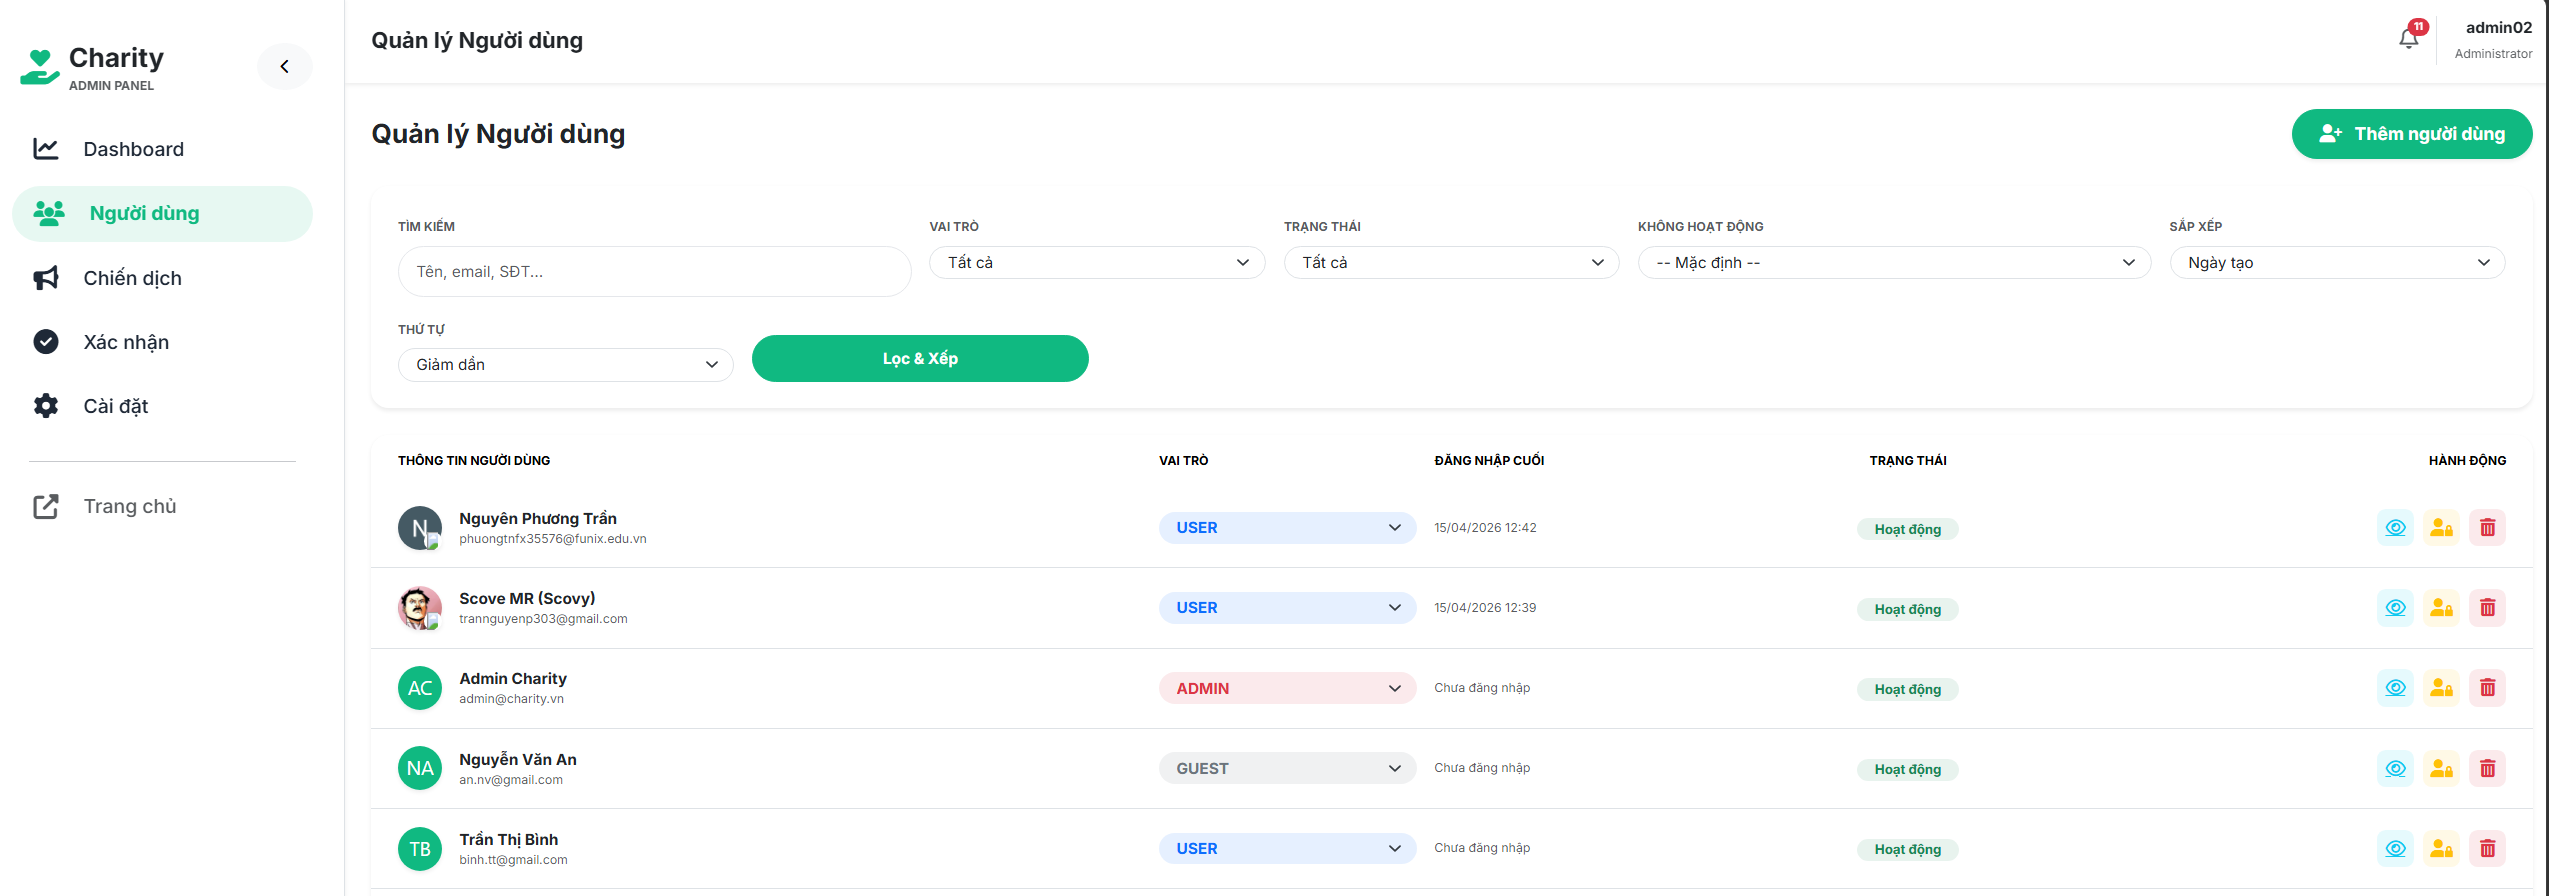 Charity
ADMIN PANEL
Dashboard
Người dùng
Chiến dịch
Xác nhận
Cài đặt
Trang chủ
Quản lý Người dùng
11
admin02
Administrator
Quản lý Người dùng
Thêm người dùng
TÌM KIẾM
VAI TRÒ
TRẠNG THÁI
KHÔNG HOẠT ĐỘNG
SẮP XẾP
Tên, email, SĐT...
Tất cả
Tất cả
-- Mặc định --
Ngày tạo
THỨ TỰ
Giảm dần
Lọc & Xếp
THÔNG TIN NGƯỜI DÙNG
VAI TRÒ
ĐĂNG NHẬP CUỐI
TRẠNG THÁI
HÀNH ĐỘNG
N
Nguyên Phương Trần
phuongtnfx35576@funix.edu.vn
USER
15/04/2026 12:42
Hoạt động
Scove MR (Scovy)
trannguyenp303@gmail.com
USER
15/04/2026 12:39
Hoạt động
AC
Admin Charity
admin@charity.vn
ADMIN
Chưa đăng nhập
Hoạt động
NA
Nguyễn Văn An
an.nv@gmail.com
GUEST
Chưa đăng nhập
Hoạt động
TB
Trần Thị Bình
binh.tt@gmail.com
USER
Chưa đăng nhập
Hoạt động